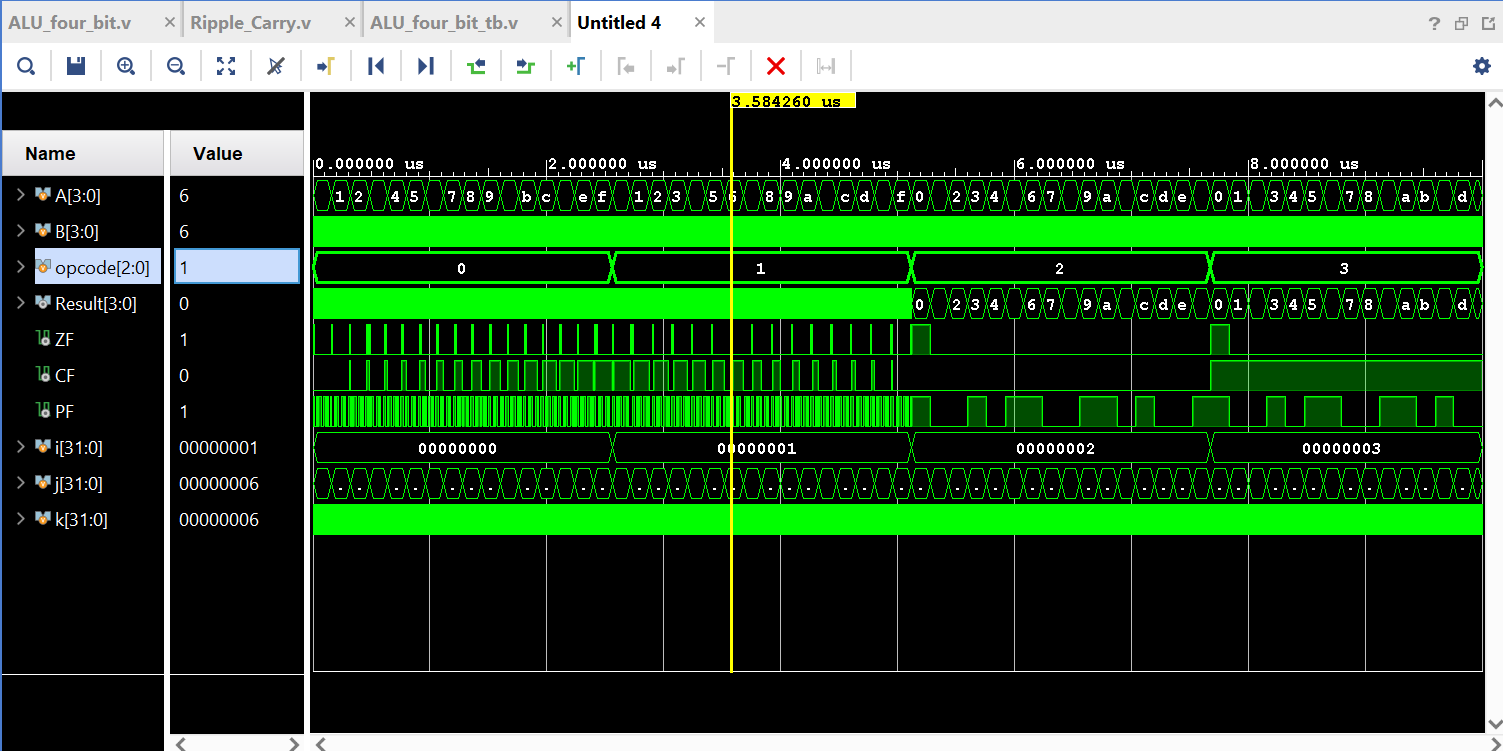 ALU_four_bit.v × Ripple_Carry.v × ALU_four_bit_tb.v × Untitled 4 × ?
3.584260 us
Name Value
0.000000 us 2.000000 us 4.000000 us 6.000000 us 8.000000 us
A[3:0] 6 1 2 4 5 7 8 9 b c e f 1 2 3 5 6 8 9 a c d f 0 2 3 4 6 7 9 a c d e 0 1 3 4 5 7 8 a b d
B[3:0] 6
opcode[2:0] 1 0 1 2 3
Result[3:0] 0 0 2 3 4 6 7 9 a c d e 0 1 3 4 5 7 8 a b d
ZF 1
CF 0
PF 1
i[31:0] 00000001 00000000 00000001 00000002 00000003
j[31:0] 00000006 . . . . . . . . . . . . . . . . . . . . . . . . . . . . . . . . . . . . . . . . . . . . . . . . . . . . . . . . . . . . . . .
k[31:0] 00000006